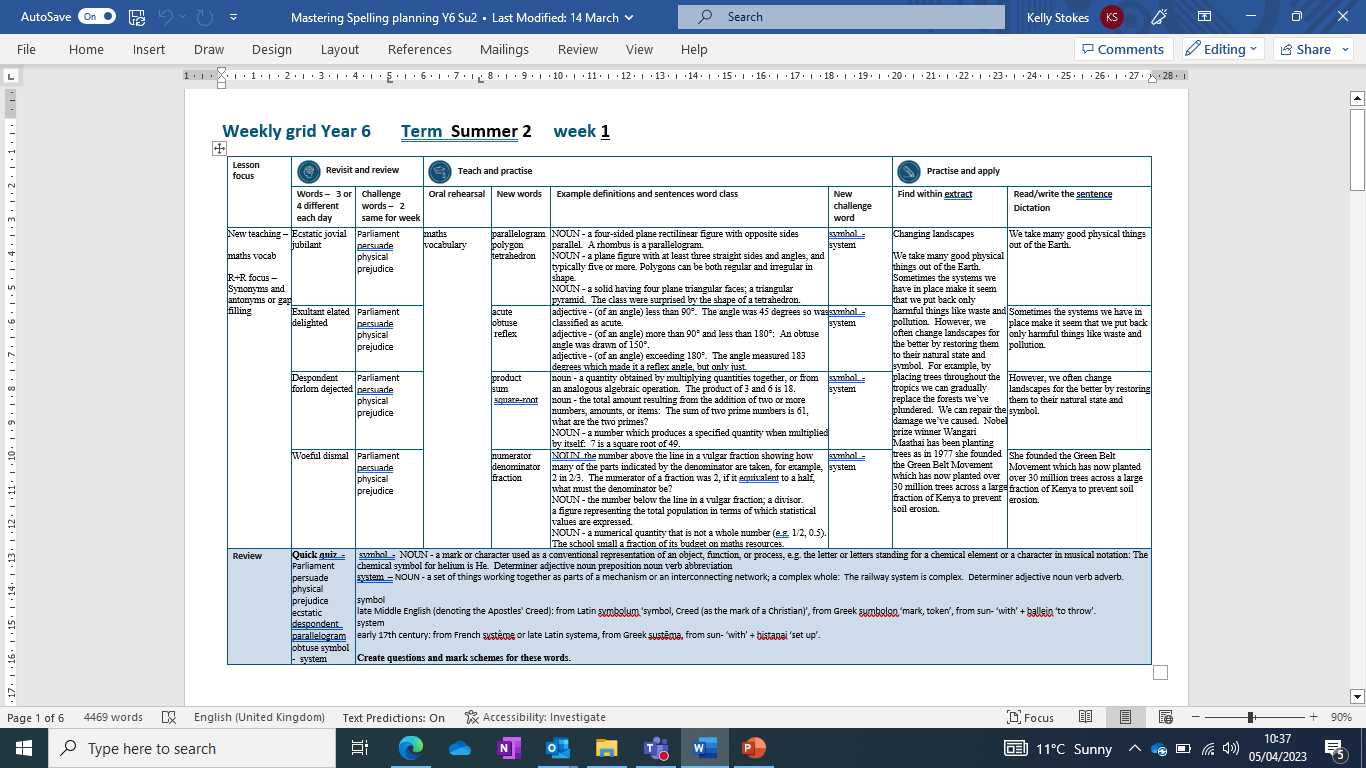 AutoSave On Mastering Spelling planning Y6 Su2 • Last Modified: 14 March Search Kelly Stokes KS
File Home Insert Draw Design Layout References Mailings Review View Help Comments Editing Share
1 1 2 3 4 5 6 7 8 9 10 11 12 13 14 15 16 17 18 19 20 21 22 23 24 25 26 27 28
Weekly grid Year 6 Term Summer 2 week 1
Lesson focus
Revisit and review
Teach and practise
Practise and apply
Words – 3 or
4 different
each day
Challenge
words – 2
same for week
Oral rehearsal
New words
Example definitions and sentences word class
New
challenge
word
Find within extract
Read/write the sentence
Dictation
New teaching –
maths vocab
R+R focus –
Synonyms and
antonyms or gap
filling
Ecstatic jovial
jubilant
Parliament
persuade
physical
prejudice
maths
vocabulary
parallelogram
polygon
tetrahedron
NOUN - a four-sided plane rectilinear figure with opposite sides
parallel. A rhombus is a parallelogram.
NOUN - a plane figure with at least three straight sides and angles, and
typically five or more. Polygons can be both regular and irregular in
shape.
NOUN - a solid having four plane triangular faces; a triangular
pyramid. The class were surprised by the shape of a tetrahedron.
symbol -
system
Changing landscapes
We take many good physical
things out of the Earth.
Sometimes the systems we
have in place make it seem
that we put back only
harmful things like waste and
pollution. However, we
often change landscapes for
the better by restoring them
to their natural state and
symbol. For example, by
placing trees throughout the
tropics we can gradually
replace the forests we've
plundered. We can repair the
damage we've caused. Nobel
prize winner Wangari
Maathai has been planting
trees as in 1977 she founded
the Green Belt Movement
which has now planted over
30 million trees across a large
fraction of Kenya to prevent
soil erosion.
We take many good physical things
out of the Earth.
Exultant elated
delighted
Parliament
persuade
physical
prejudice
acute
obtuse
reflex
adjective - (of an angle) less than 90°. The angle was 45 degrees so was
classified as acute.
adjective - (of an angle) more than 90° and less than 180°: An obtuse
angle was drawn of 150°.
adjective - (of an angle) exceeding 180°. The angle measured 183
degrees which made it a reflex angle, but only just.
symbol -
system
Sometimes the systems we have in
place make it seem that we put back
only harmful things like waste and
pollution.
Despondent
forlorn dejected
Parliament
persuade
physical
prejudice
product
sum
square-root
noun - a quantity obtained by multiplying quantities together, or from
an analogous algebraic operation. The product of 3 and 6 is 18.
noun - the total amount resulting from the addition of two or more
numbers, amounts, or items: The sum of two prime numbers is 61,
what are the two primes?
NOUN - a number which produces a specified quantity when multiplied
by itself: 7 is a square root of 49.
symbol -
system
However, we often change
landscapes for the better by restoring
them to their natural state and
symbol.
Woeful dismal
Parliament
persuade
physical
prejudice
numerator
denominator
fraction
NOUN the number above the line in a vulgar fraction showing how
many of the parts indicated by the denominator are taken, for example,
2 in 2/3. The numerator of a fraction was 2, if it equivalent to a half,
what must the denominator be?
NOUN - the number below the line in a vulgar fraction; a divisor.
a figure representing the total population in terms of which statistical
values are expressed.
NOUN - a numerical quantity that is not a whole number (e.g. 1/2, 0.5).
The school small a fraction of its budget on maths resources.
symbol -
system
She founded the Green Belt
Movement which has now planted
over 30 million trees across a large
fraction of Kenya to prevent soil
erosion.
Review
Quick quiz -
Parliament
persuade
physical
prejudice
ecstatic
despondent
parallelogram
obtuse symbol
- system
symbol - NOUN - a mark or character used as a conventional representation of an object, function, or process, e.g. the letter or letters standing for a chemical element or a character in musical notation: The
chemical symbol for helium is He. Determiner adjective noun preposition noun verb abbreviation
system – NOUN - a set of things working together as parts of a mechanism or an interconnecting network; a complex whole: The railway system is complex. Determiner adjective noun verb adverb.
symbol
late Middle English (denoting the Apostles' Creed): from Latin symbolum 'symbol, Creed (as the mark of a Christian)', from Greek sumbolon 'mark, token', from sun- 'with' + ballein 'to throw'.
system
early 17th century: from French système or late Latin systema, from Greek sustēma, from sun- 'with' + histanai 'set up'.
Create questions and mark schemes for these words.
Page 1 of 6 4469 words English (United Kingdom) Text Predictions: On Accessibility: Investigate Focus 90%
Type here to search 11°C Sunny 10:37
05/04/2023 5